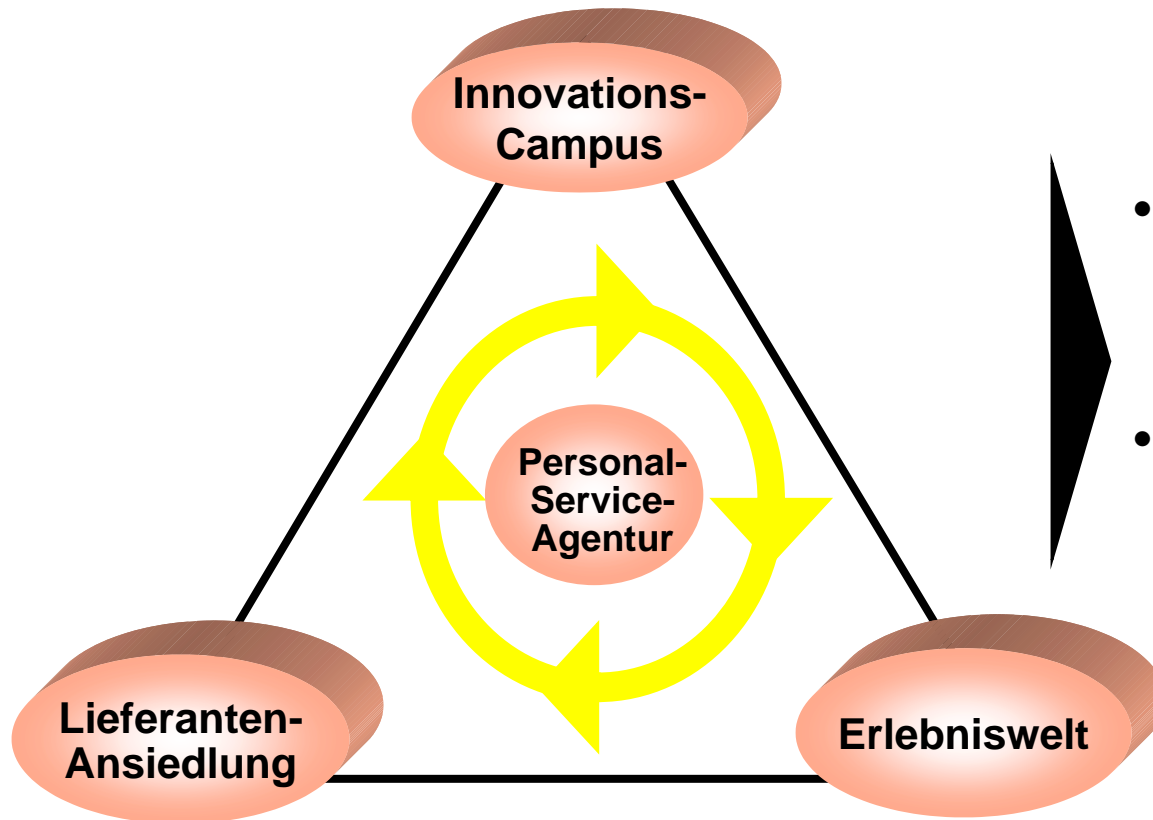 Innovations-
Campus
•
•
Personal-
Service-
Agentur
Lieferanten-
Ansiedlung
Erlebniswelt